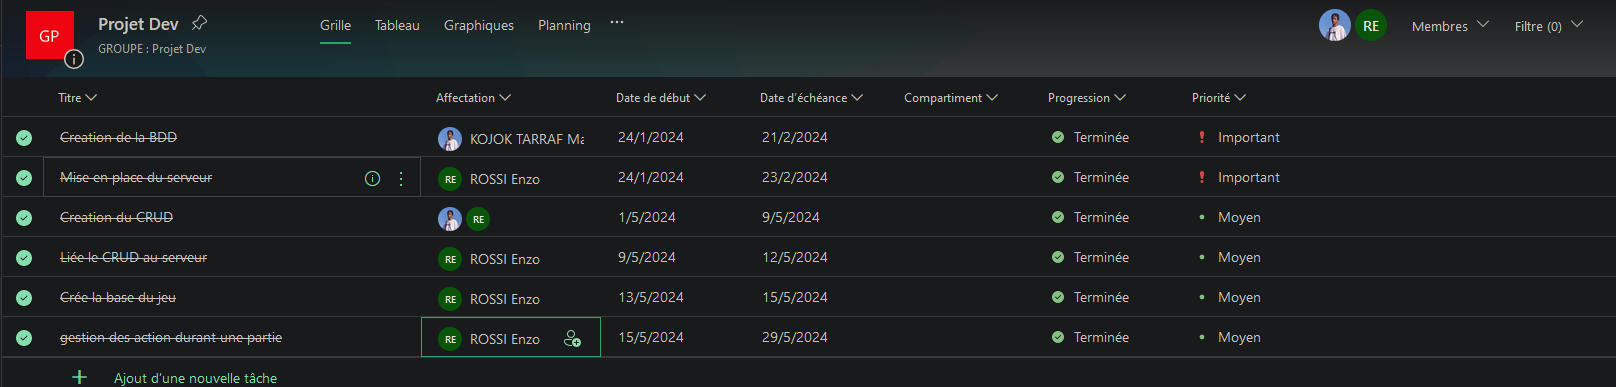 GP
Projet Dev
GROUPE : Projet Dev
Grille Tableau Graphiques Planning ...
RE Membres Filtre (0)
Titre Affectation Date de début Date d'échéance Compartiment Progression Priorité
Creation de la BDD KOJOK TARRAF Ma 24/1/2024 21/2/2024 Terminée Important
Mise en place du serveur RE ROSSI Enzo 24/1/2024 23/2/2024 Terminée Important
Creation du CRUD RE 1/5/2024 9/5/2024 Terminée Moyen
Liée le CRUD au serveur RE ROSSI Enzo 9/5/2024 12/5/2024 Terminée Moyen
Crée la base du jeu RE ROSSI Enzo 13/5/2024 15/5/2024 Terminée Moyen
gestion des action durant une partie RE ROSSI Enzo 15/5/2024 29/5/2024 Terminée Moyen
Ajout d'une nouvelle tâche